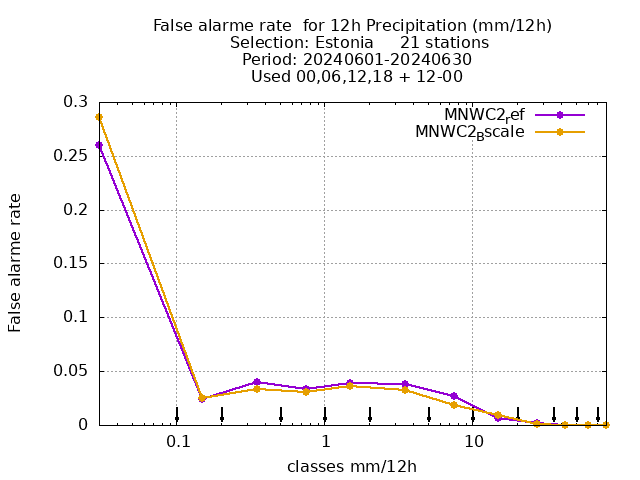 False alarme rate  for 12h Precipitation (mm/12h)
Selection: Estonia     21 stations
Period: 20240601-20240630
Used 00,06,12,18 + 12-00
MNWC2ref
MNWC2Bscale
0.3
0.25
0.2
0.15
0.1
0.05
0
False alarme rate
0.1
1
10
classes mm/12h